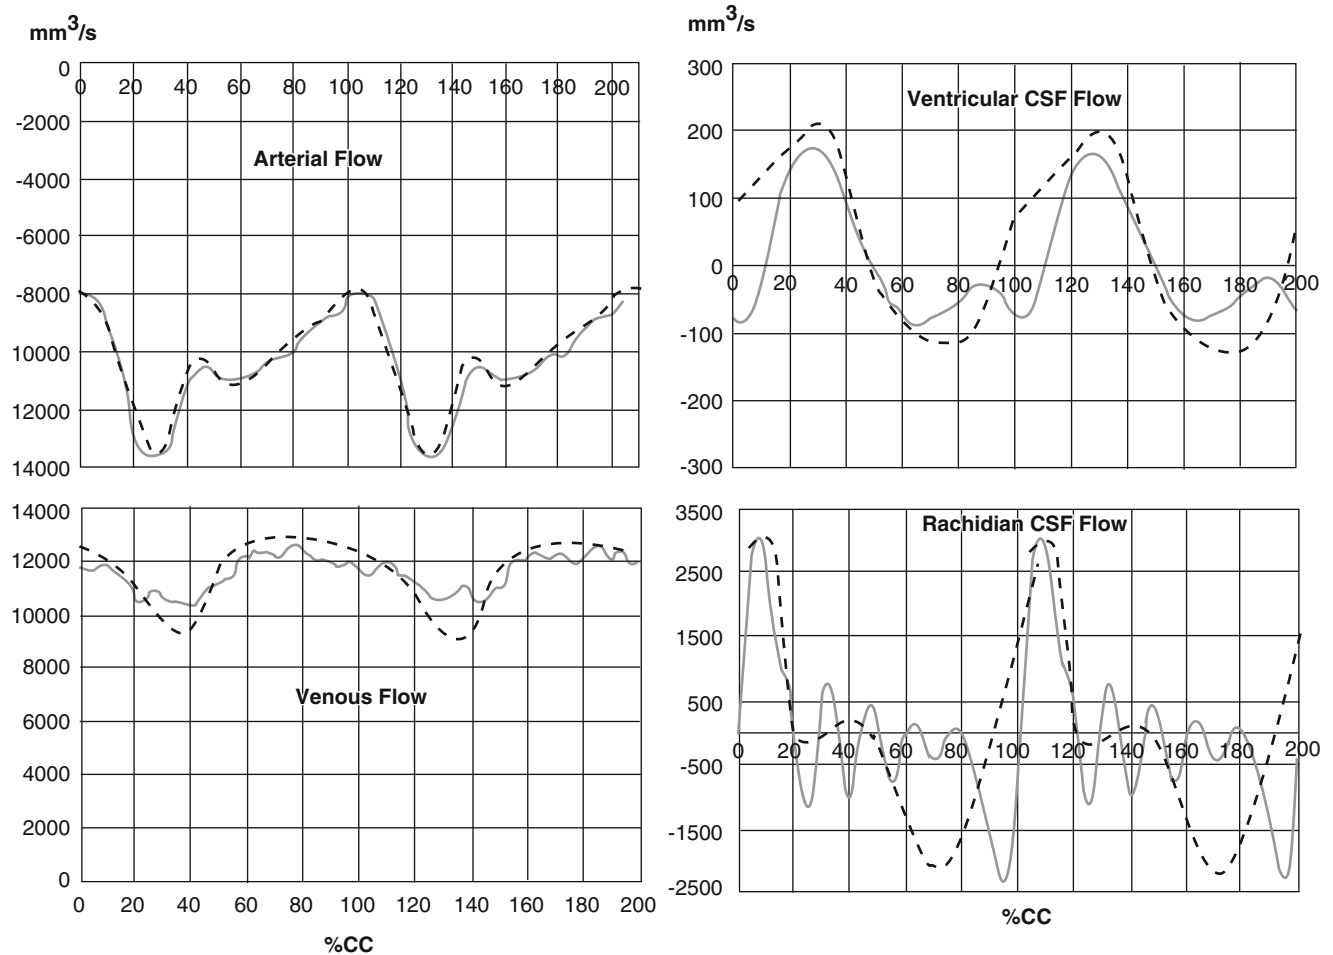 mm3/s
0
0 20 40 60 80 100 120 140 160 180 200
-2000
Arterial Flow
-4000
-6000
-8000
10000
12000
14000
mm3/s
300
Ventricular CSF Flow
200
100
0
0 20 40 60 80 100 120 140 160 180 200
-100
-200
-300
14000
12000
10000
8000
Venous Flow
6000
4000
2000
0
0 20 40 60 80 100 120 140 160 180 200
%CC
3500
Rachidian CSF Flow
2500
1500
500
0 20 40 60 80 100 120 140 160 180 200
-500
-1500
-2500
%CC